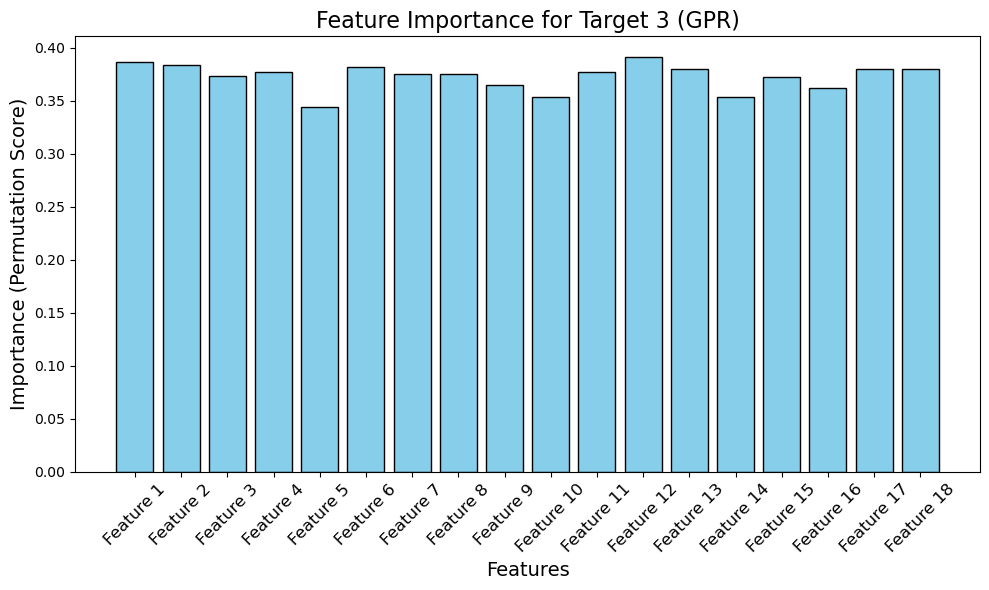 Feature Importance for Target 3 (GPR)
Importance (Permutation Score)
0.40
0.35
0.30
0.25
0.20
0.15
0.10
0.05
0.00
Feature 1
Feature 2
Feature 3
Feature 4
Feature 5
Feature 6
Feature 7
Feature 8
Feature 9
Feature 10
Feature 11
Feature 12
Feature 13
Feature 14
Feature 15
Feature 16
Feature 17
Feature 18
Features